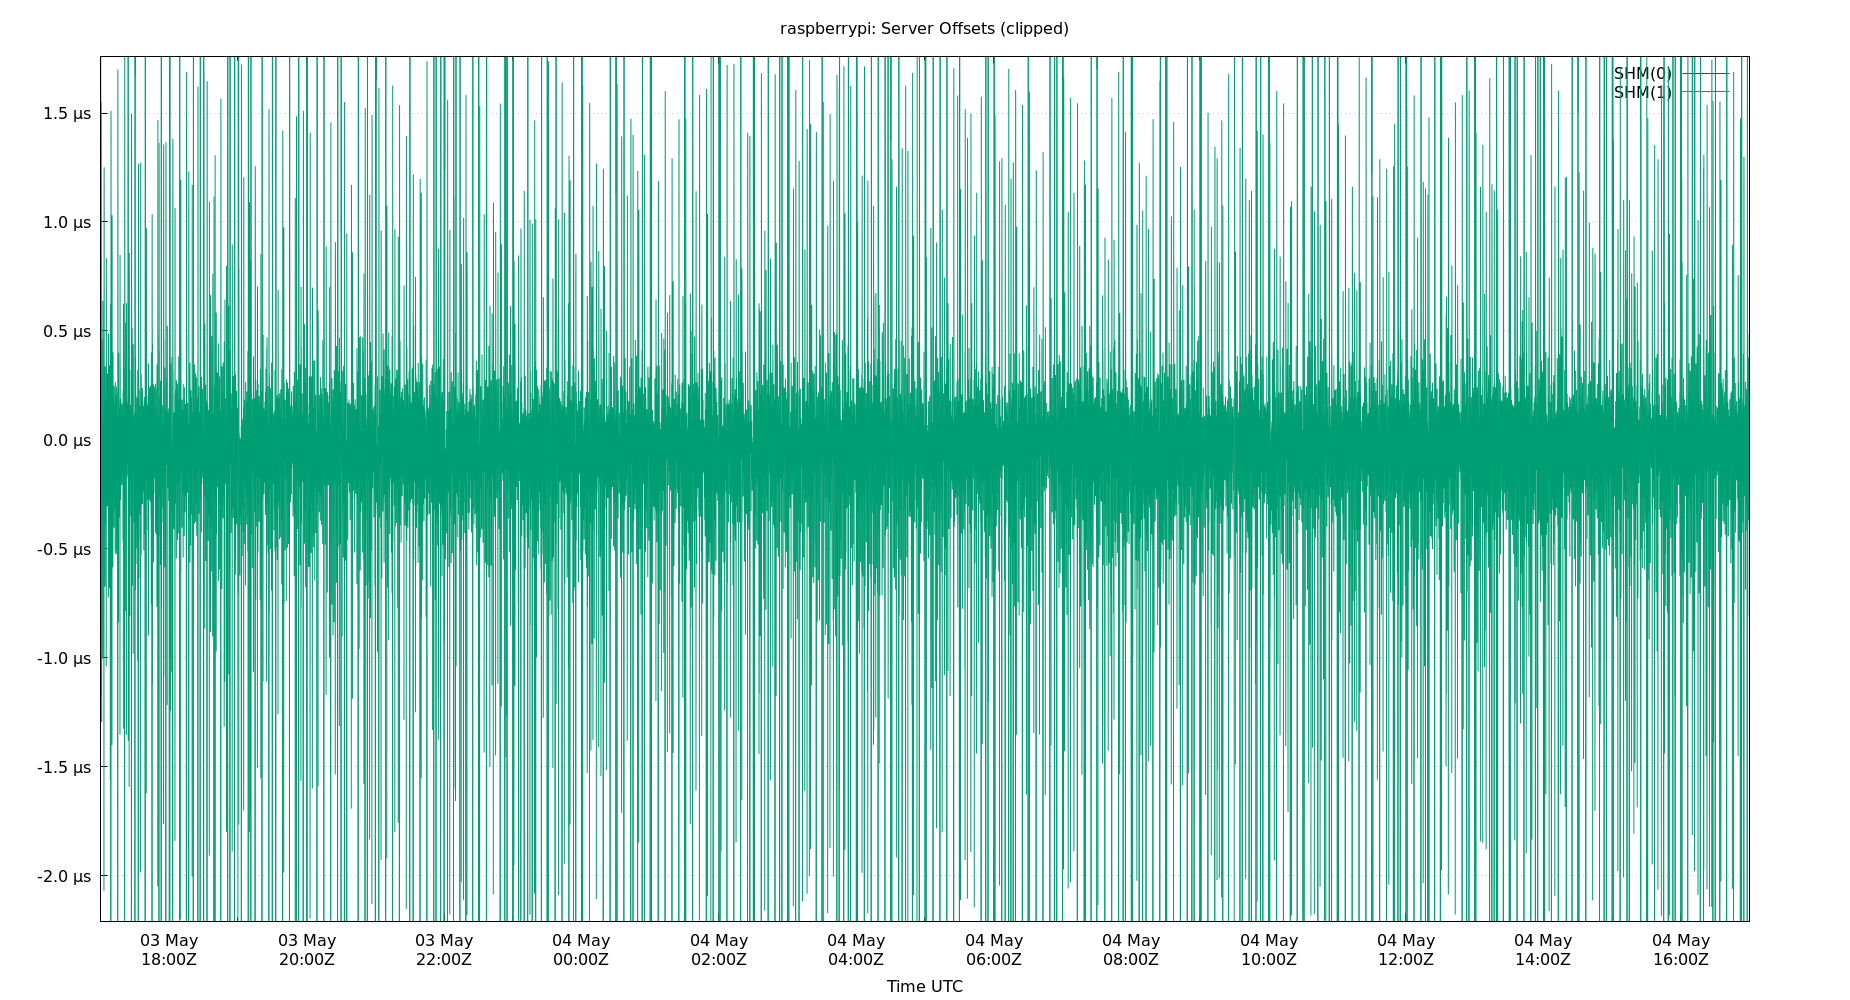 raspberrypi: Server Offsets (clipped)
SHM(0)
SHM(1)
1.5 µs
1.0 µs
0.5 µs
0.0 µs
-0.5 µs
-1.0 µs
-1.5 µs
-2.0 µs
03 May 03 May 03 May 04 May 04 May 04 May 04 May 04 May 04 May 04 May 04 May 04 May
18:00Z 20:00Z 22:00Z 00:00Z 02:00Z 04:00Z 06:00Z 08:00Z 10:00Z 12:00Z 14:00Z 16:00Z
Time UTC